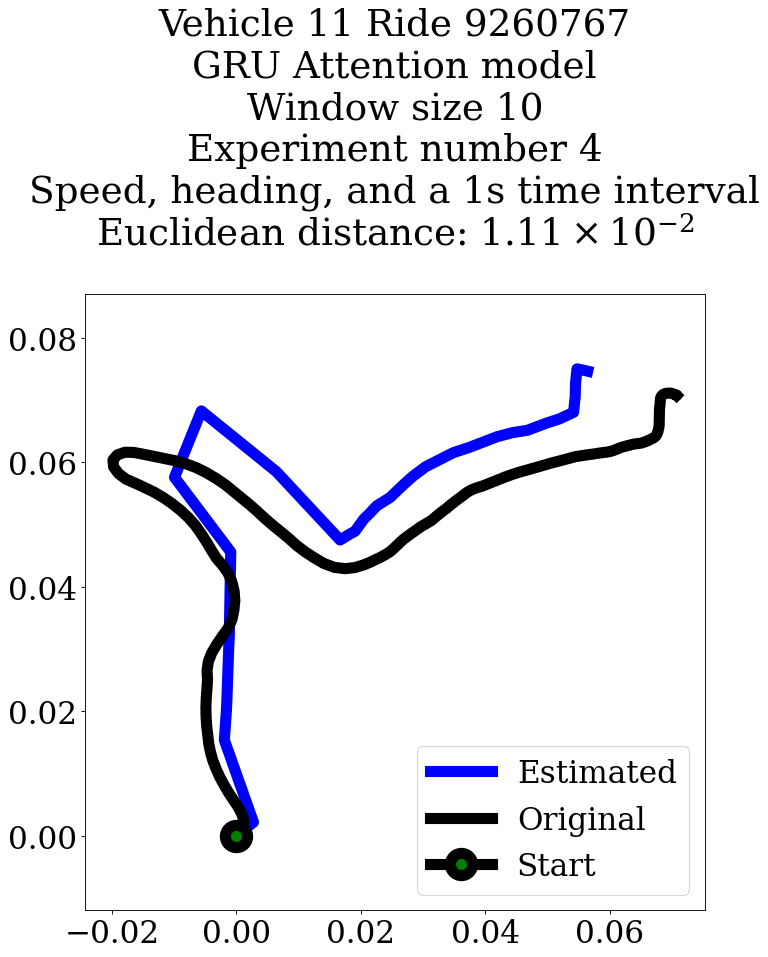 Vehicle 11 Ride 9260767
GRU Attention model
Window size 10
Experiment number 4
Speed, heading, and a 1s time interval
Euclidean distance: 1.11 × 10⁻²
0.08
0.06
0.04
0.02
0.00
Estimated
Original
Start
−0.02 0.00 0.02 0.04 0.06